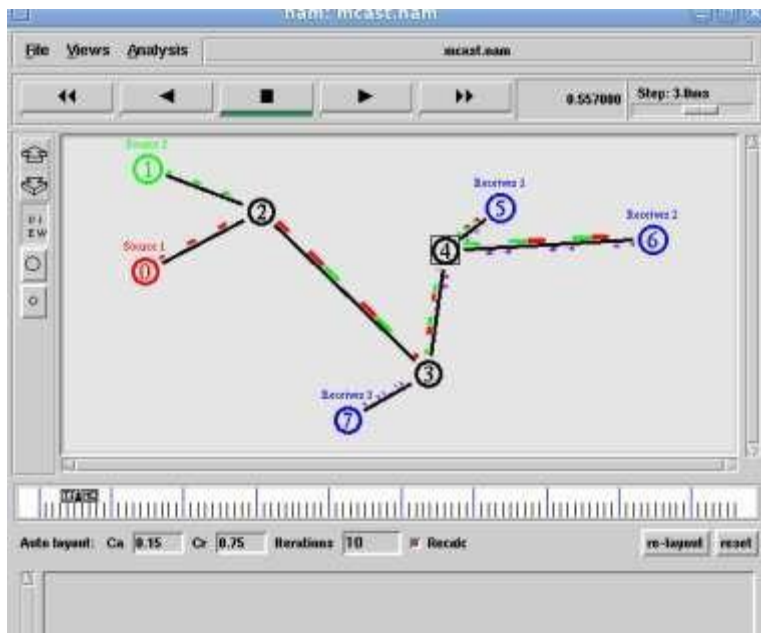 nam: mcast.nam
File Views Analysis mcast.nam
0.557000 Step: 3.0ms
Source 2
1
Receiver 1
5
2
Receiver 2
6
Source 1
0
4
3
Receiver 3
7
TIME
Auto layout: Ca 0.15 Cr 0.75 Iterations 10 Recalc re-layout reset